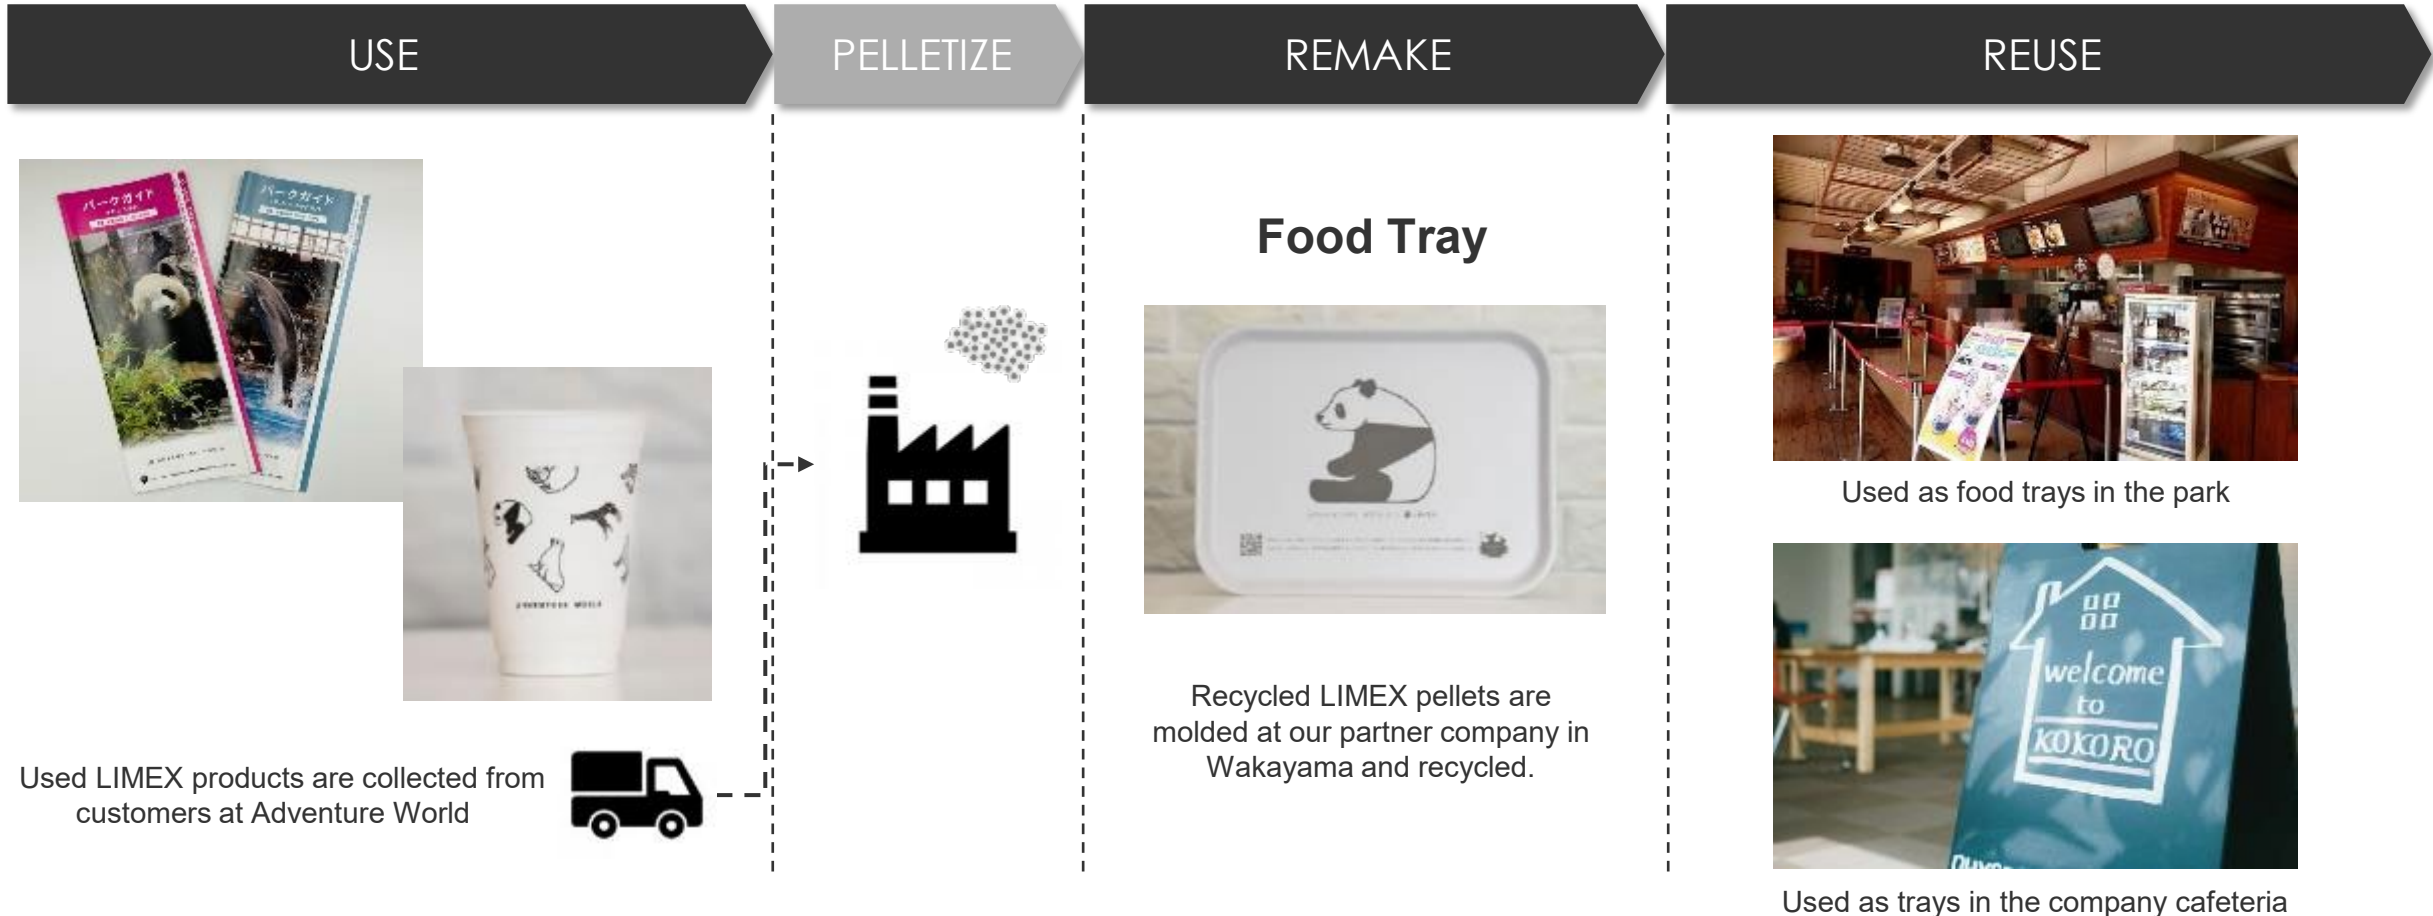 USE
PELLETIZE
REMAKE
REUSE
パークガイド
パークガイド
ADVENTURE WORLD
Used LIMEX products are collected from
customers at Adventure World
Food Tray
Recycled LIMEX pellets are
molded at our partner company in
Wakayama and recycled.
Used as food trays in the park
welcome
to
KOKORO
Used as trays in the company cafeteria